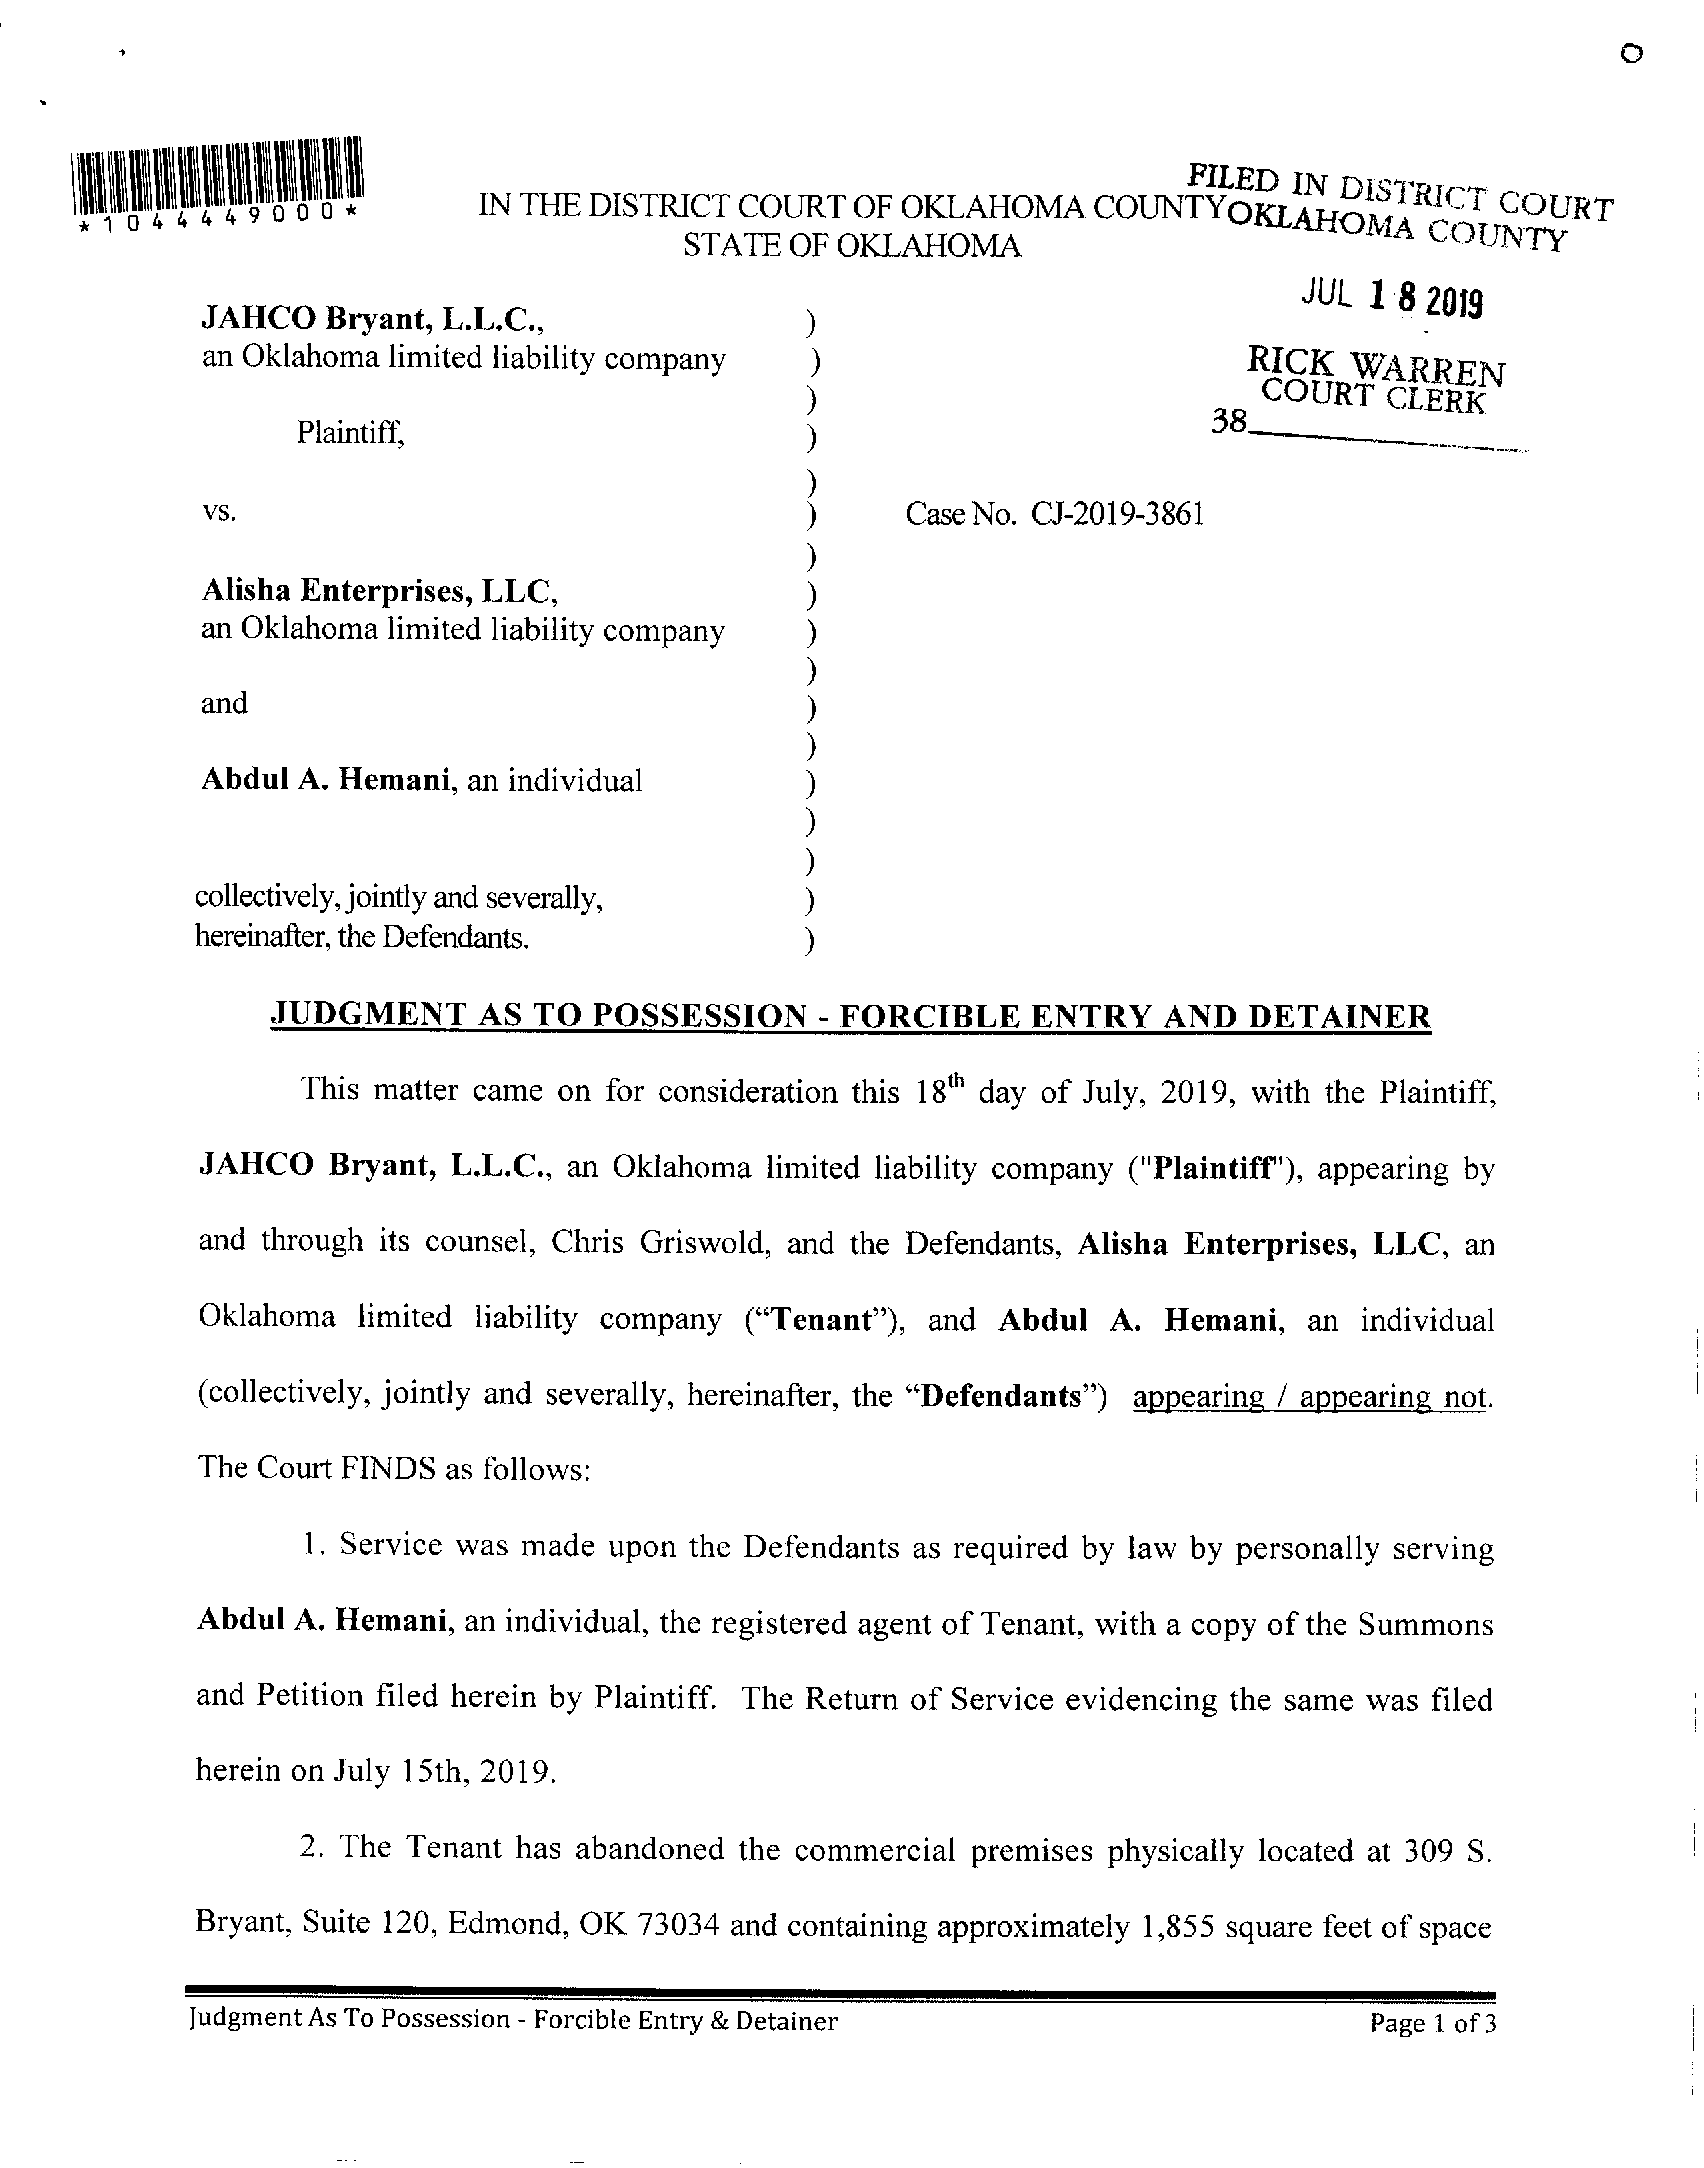 *1044449000*
FILED IN DISTRICT COURT
OKLAHOMA COUNTY
IN THE DISTRICT COURT OF OKLAHOMA COUNTY
STATE OF OKLAHOMA
JUL 18 2019
RICK WARREN
COURT CLERK
38
JAHCO Bryant, L.L.C., )
an Oklahoma limited liability company )
)
Plaintiff, )
)
vs. ) Case No. CJ-2019-3861
)
Alisha Enterprises, LLC, )
an Oklahoma limited liability company )
)
and )
)
Abdul A. Hemani, an individual )
)
)
collectively, jointly and severally, )
hereinafter, the Defendants. )
JUDGMENT AS TO POSSESSION - FORCIBLE ENTRY AND DETAINER
This matter came on for consideration this 18th day of July, 2019, with the Plaintiff,
JAHCO Bryant, L.L.C., an Oklahoma limited liability company ("Plaintiff"), appearing by
and through its counsel, Chris Griswold, and the Defendants, Alisha Enterprises, LLC, an
Oklahoma limited liability company (“Tenant”), and Abdul A. Hemani, an individual
(collectively, jointly and severally, hereinafter, the “Defendants”) appearing / appearing not.
The Court FINDS as follows:
1. Service was made upon the Defendants as required by law by personally serving
Abdul A. Hemani, an individual, the registered agent of Tenant, with a copy of the Summons
and Petition filed herein by Plaintiff. The Return of Service evidencing the same was filed
herein on July 15th, 2019.
2. The Tenant has abandoned the commercial premises physically located at 309 S.
Bryant, Suite 120, Edmond, OK 73034 and containing approximately 1,855 square feet of space
Judgment As To Possession - Forcible Entry & Detainer Page 1 of 3